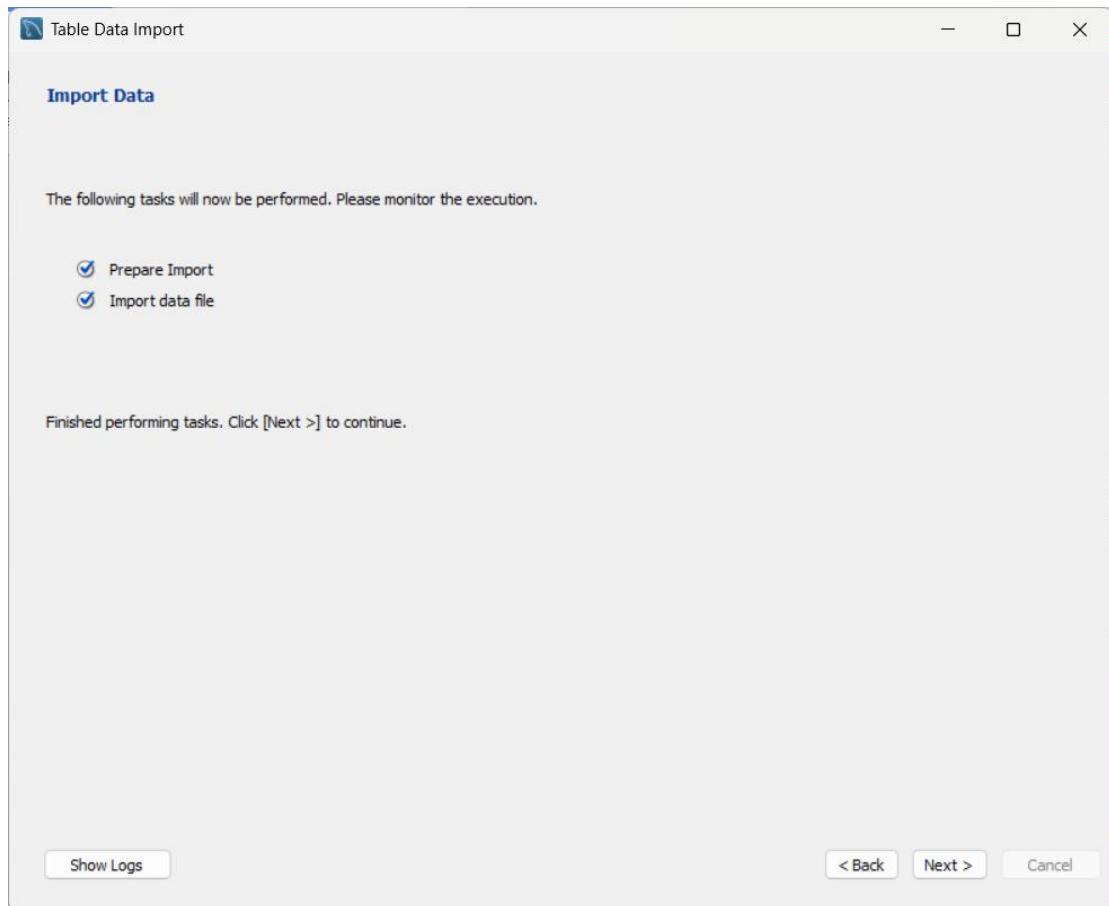 Table Data Import
Import Data
The following tasks will now be performed. Please monitor the execution.
Prepare Import
Import data file
Finished performing tasks. Click [Next >] to continue.
Show Logs
< Back
Next >
Cancel